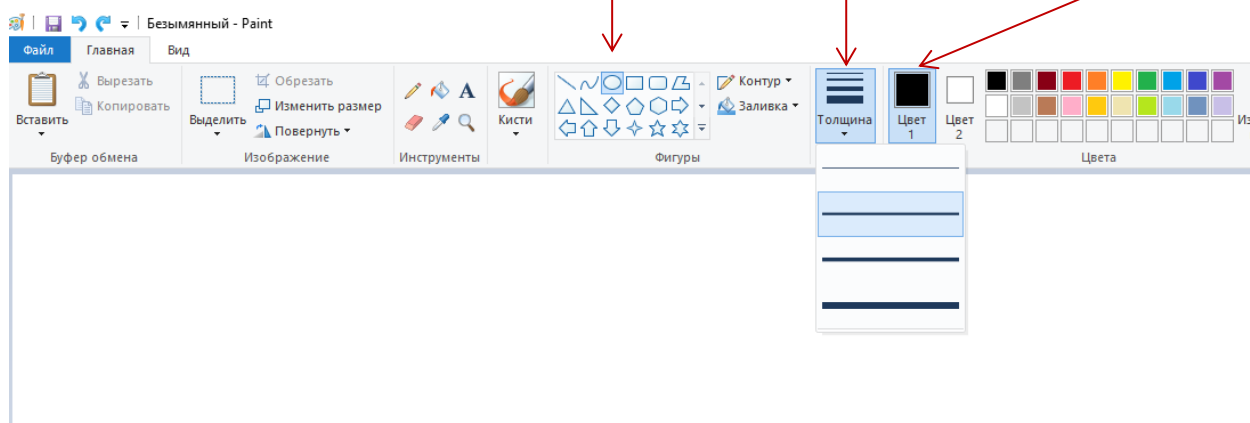 Безымянный - Paint
Файл Главная Вид
Вставить
Вырезать
Копировать
Буфер обмена
Выделить
Обрезать
Изменить размер
Повернуть
Изображение
A
Инструменты
Кисти
Контур
Заливка
Фигуры
Толщина
Цвет 1
Цвет 2
Цвета
Из